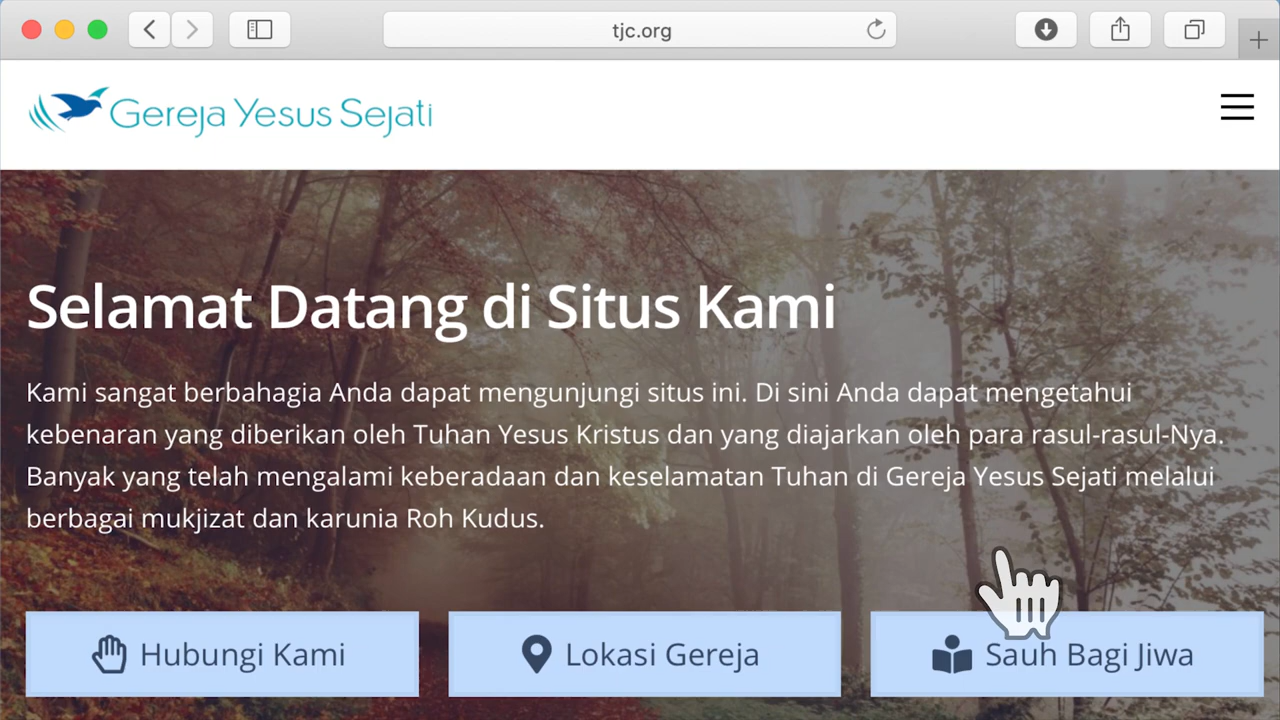 tjc.org
Gereja Yesus Sejati
Selamat Datang di Situs Kami
Kami sangat berbahagia Anda dapat mengunjungi situs ini. Di sini Anda dapat mengetahui
kebenaran yang diberikan oleh Tuhan Yesus Kristus dan yang diajarkan oleh para rasul-rasul-Nya.
Banyak yang telah mengalami keberadaan dan keselamatan Tuhan di Gereja Yesus Sejati melalui
berbagai mukjizat dan karunia Roh Kudus.
Hubungi Kami
Lokasi Gereja
Sauh Bagi Jiwa